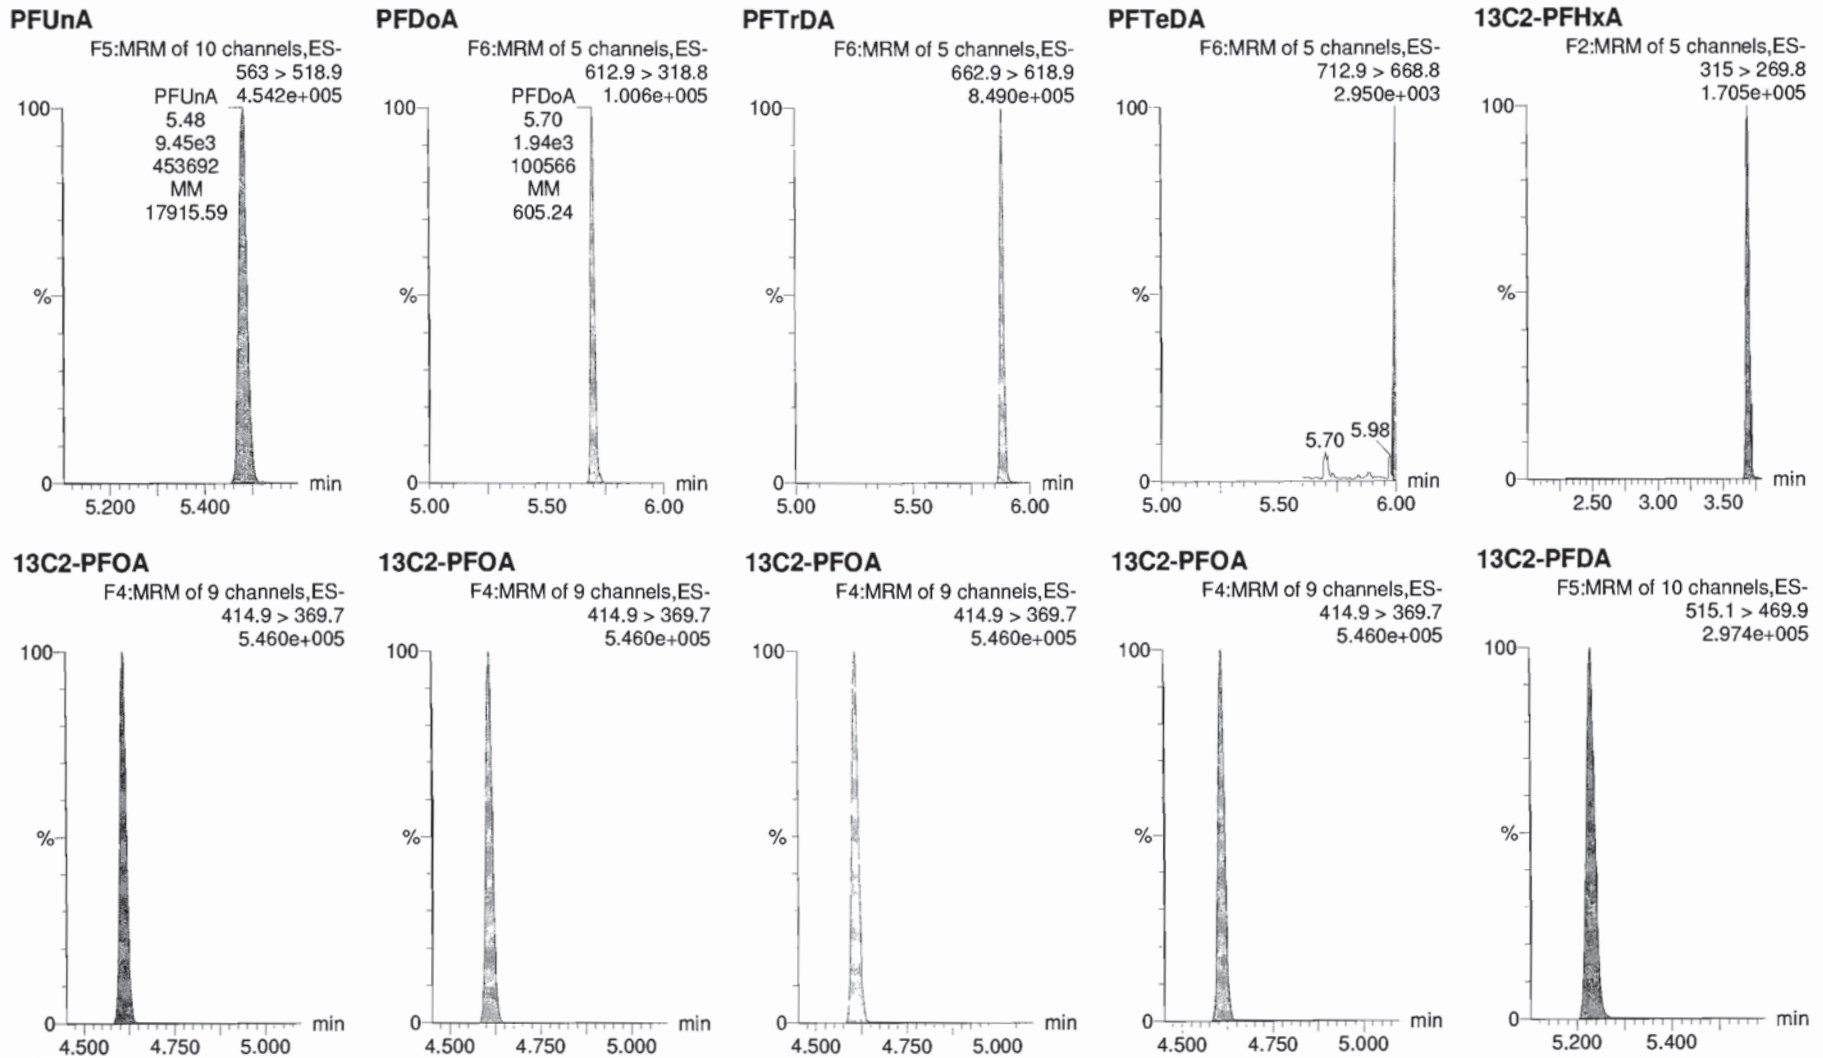 PFUnA
F5:MRM of 10 channels,ES-
563 > 518.9
PFUnA 4.542e+005
100
5.48
9.45e3
453692
MM
17915.59
%
0
min
5.200 5.400
PFDoA
F6:MRM of 5 channels,ES-
612.9 > 318.8
PFDoA 1.006e+005
100
5.70
1.94e3
100566
MM
605.24
%
0
min
5.00 5.50 6.00
PFTrDA
F6:MRM of 5 channels,ES-
662.9 > 618.9
8.490e+005
100
%
0
min
5.00 5.50 6.00
PFTeDA
F6:MRM of 5 channels,ES-
712.9 > 668.8
2.950e+003
100
%
5.70 5.98
0
min
5.00 5.50 6.00
13C2-PFHxA
F2:MRM of 5 channels,ES-
315 > 269.8
1.705e+005
100
%
0
min
2.50 3.00 3.50
13C2-PFOA
F4:MRM of 9 channels,ES-
414.9 > 369.7
5.460e+005
100
%
0
min
4.500 4.750 5.000
13C2-PFOA
F4:MRM of 9 channels,ES-
414.9 > 369.7
5.460e+005
100
%
0
min
4.500 4.750 5.000
13C2-PFOA
F4:MRM of 9 channels,ES-
414.9 > 369.7
5.460e+005
100
%
0
min
4.500 4.750 5.000
13C2-PFOA
F4:MRM of 9 channels,ES-
414.9 > 369.7
5.460e+005
100
%
0
min
4.500 4.750 5.000
13C2-PFDA
F5:MRM of 10 channels,ES-
515.1 > 469.9
2.974e+005
100
%
0
min
5.200 5.400